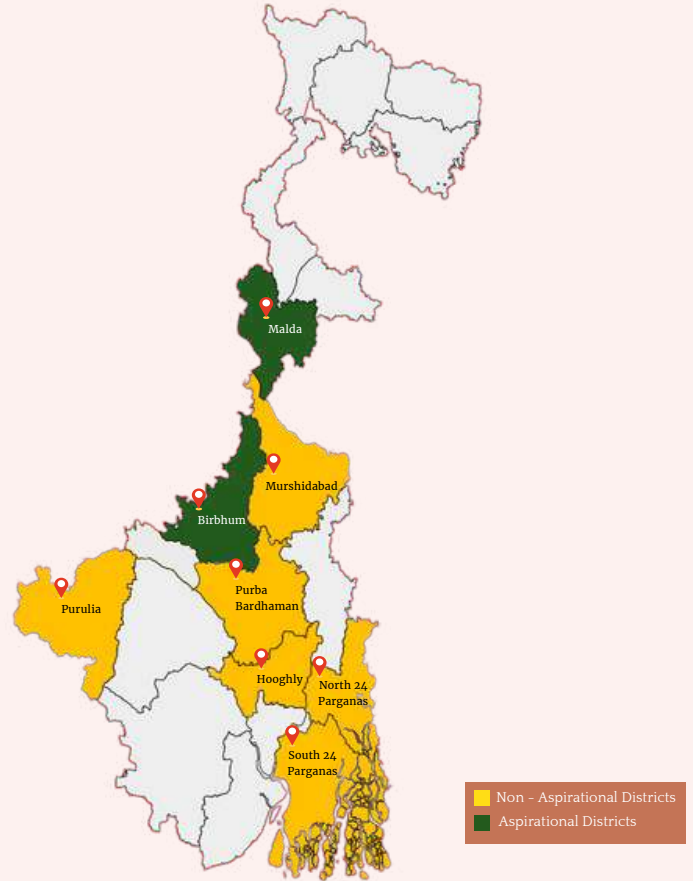 Malda
Murshidabad
Birbhum
Purba
Bardhaman
Purulia
Hooghly
North 24
Parganas
South 24
Parganas
Non - Aspirational Districts
Aspirational Districts